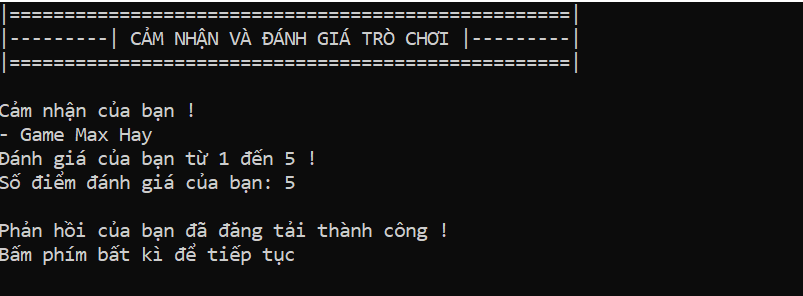 |===================================================|
|---------| CẢM NHẬN VÀ ĐÁNH GIÁ TRÒ CHƠI |---------|
|===================================================|
Cảm nhận của bạn !
- Game Max Hay
Đánh giá của bạn từ 1 đến 5 !
Số điểm đánh giá của bạn: 5
Phản hồi của bạn đã đăng tải thành công !
Bấm phím bất kì để tiếp tục